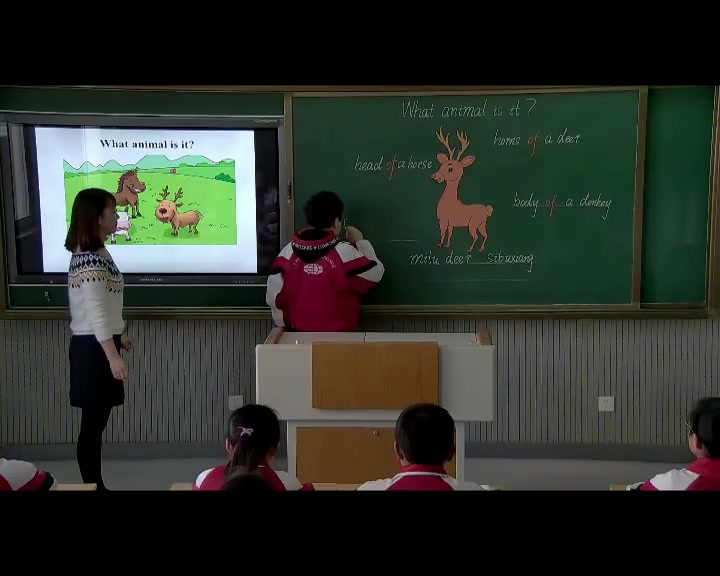 What animal is it?
What animal is it?
horns of a deer
head of a horse
body of a donkey
milu deer sibuxiang